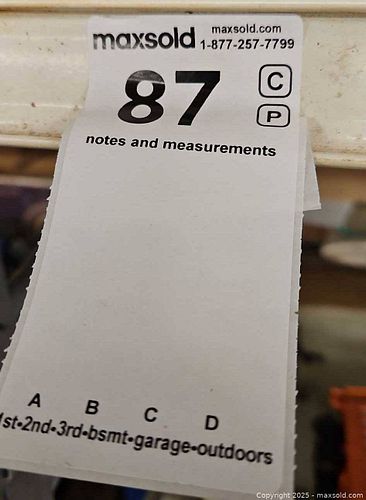 maxsold
maxsold.com
1-877-257-7799
87
C
P
notes and measurements
A B C D
1st-2nd-3rd-bsmt-garage-outdoors
Copyright 2025 - maxsold.com